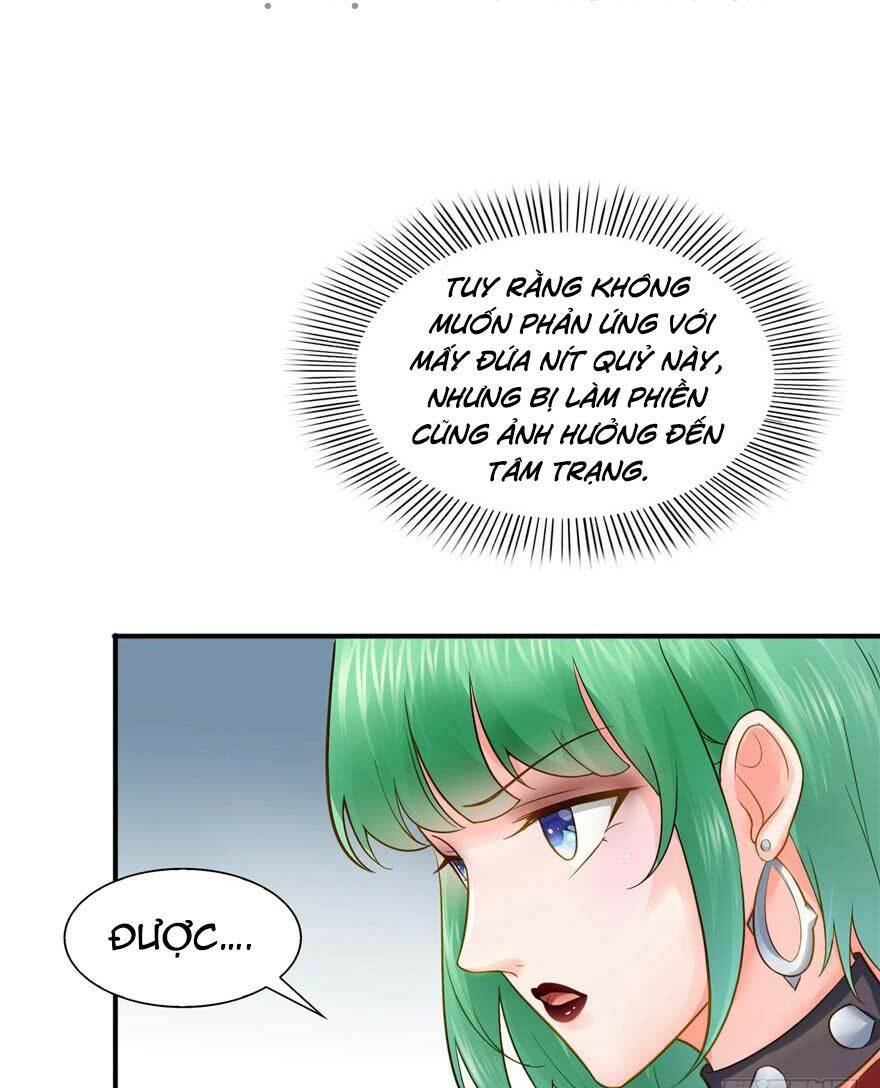 TUY RẰNG KHÔNG
MUỐN PHẢN ỨNG VỚI
MẤY ĐỨA NÍT QUỶ NÀY,
NHƯNG BỊ LÀM PHIỀN
CŨNG ẢNH HƯỞNG ĐẾN
TÂM TRẠNG.
ĐƯỢC....